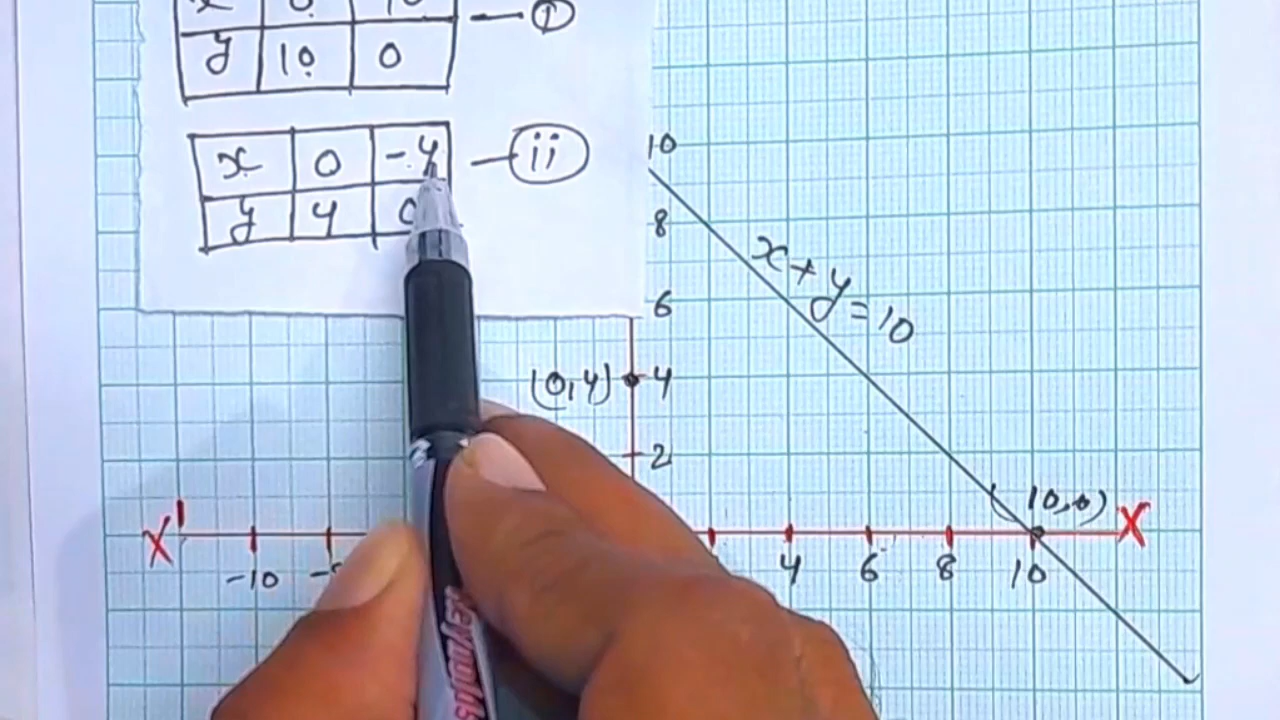 x 0 10 — i
y 10 0
x 0 -4 — ii
y 4 0
10
8
x+y=10
6
(0,4) 4
2
(10,0)
X' X
-10 4 6 8 10